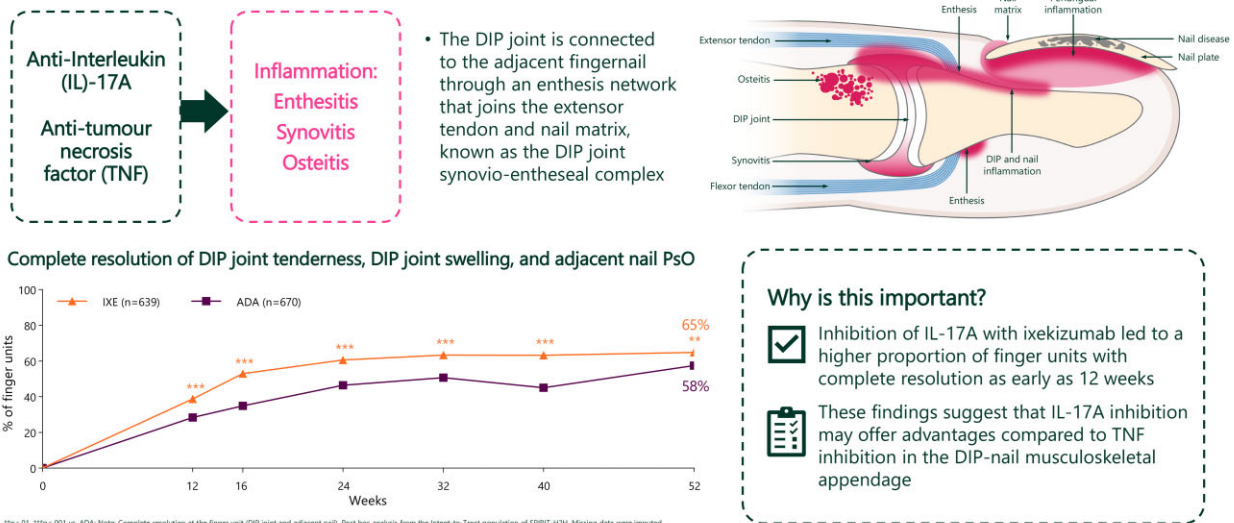 Anti-Interleukin
(IL)-17A
Anti-tumour
necrosis
factor (TNF)
Inflammation:
Enthesitis
Synovitis
Osteitis
• The DIP joint is connected
to the adjacent fingernail
through an enthesis network
that joins the extensor
tendon and nail matrix,
known as the DIP joint
synovio-entheseal complex
Enthesis
matrix
inflammation
Extensor tendon
Nail disease
Nail plate
Osteitis
DIP joint
Synovitis
DIP and nail
inflammation
Flexor tendon
Enthesis
Complete resolution of DIP joint tenderness, DIP joint swelling, and adjacent nail PsO
% of finger units
100
80
60
40
20
0
IXE (n=639)
ADA (n=670)
***
***
***
***
***
65%
**
58%
0
12
16
24
32
40
52
Weeks
Why is this important?
Inhibition of IL-17A with ixekizumab led to a
higher proportion of finger units with
complete resolution as early as 12 weeks
These findings suggest that IL-17A inhibition
may offer advantages compared to TNF
inhibition in the DIP-nail musculoskeletal
appendage